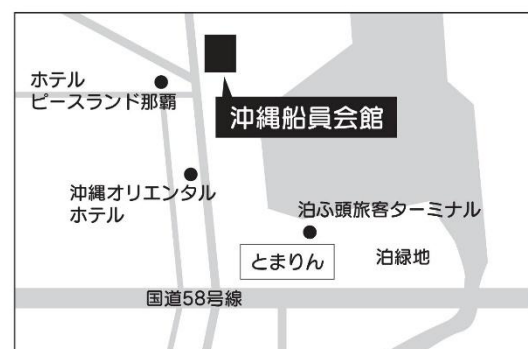 ホテル
ピースランド那覇
沖縄船員会館
沖縄オリエンタル
ホテル
泊ふ頭旅客ターミナル
とまりん
泊緑地
国道58号線